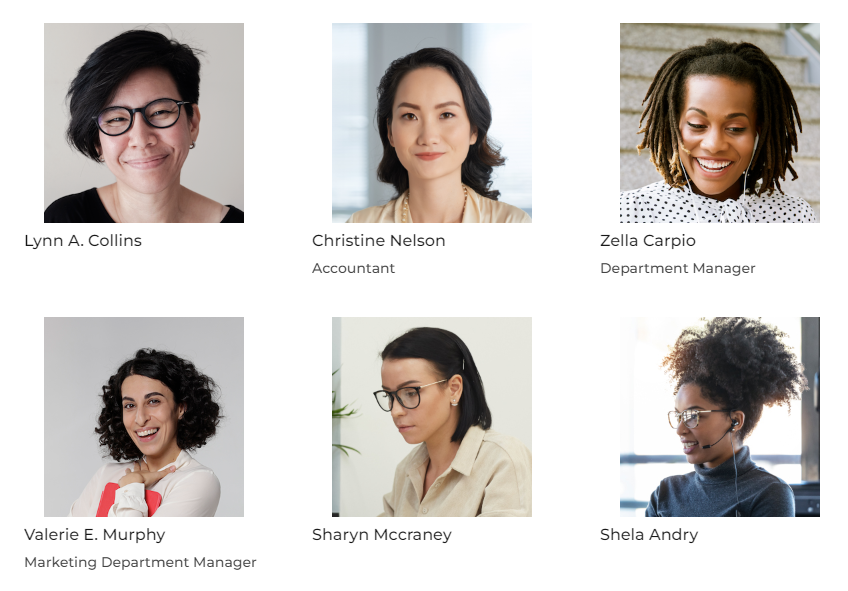 Lynn A. Collins
Christine Nelson
Accountant
Zella Carpio
Department Manager
Valerie E. Murphy
Marketing Department Manager
Sharyn Mccraney
Shela Andry